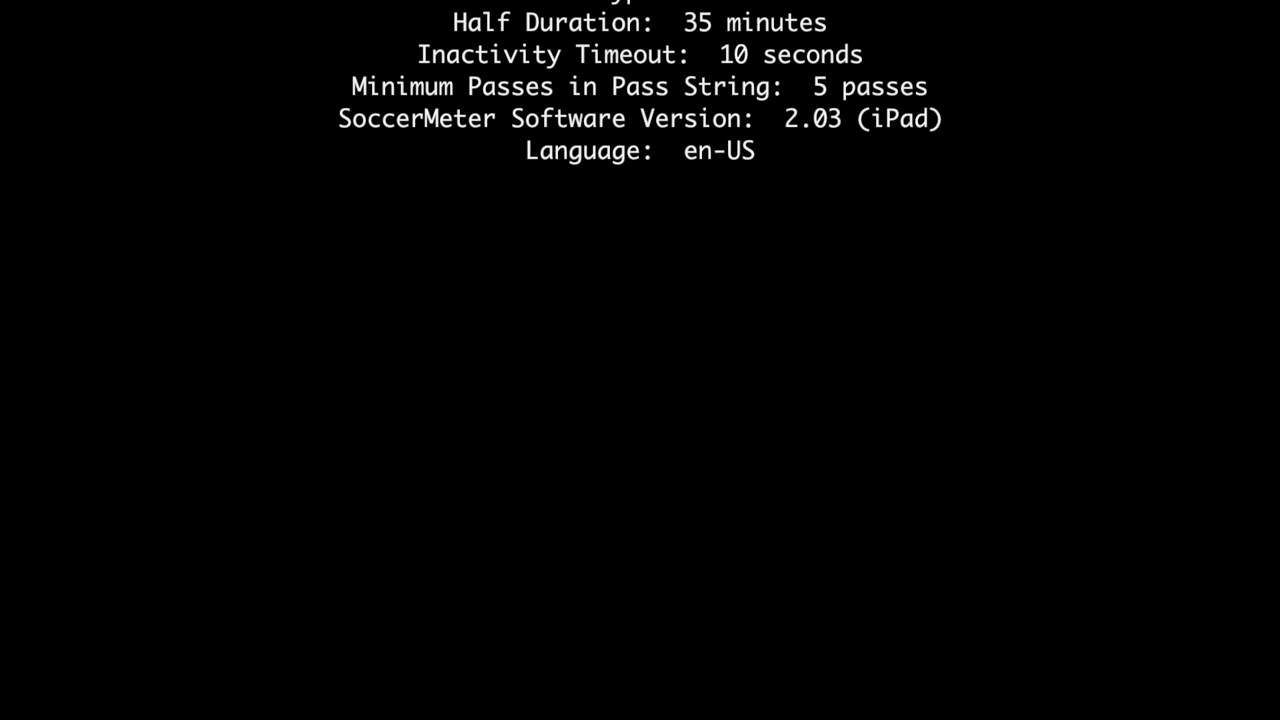 Half Duration:  35 minutes
Inactivity Timeout:  10 seconds
Minimum Passes in Pass String:  5 passes
SoccerMeter Software Version:  2.03 (iPad)
Language:  en-US